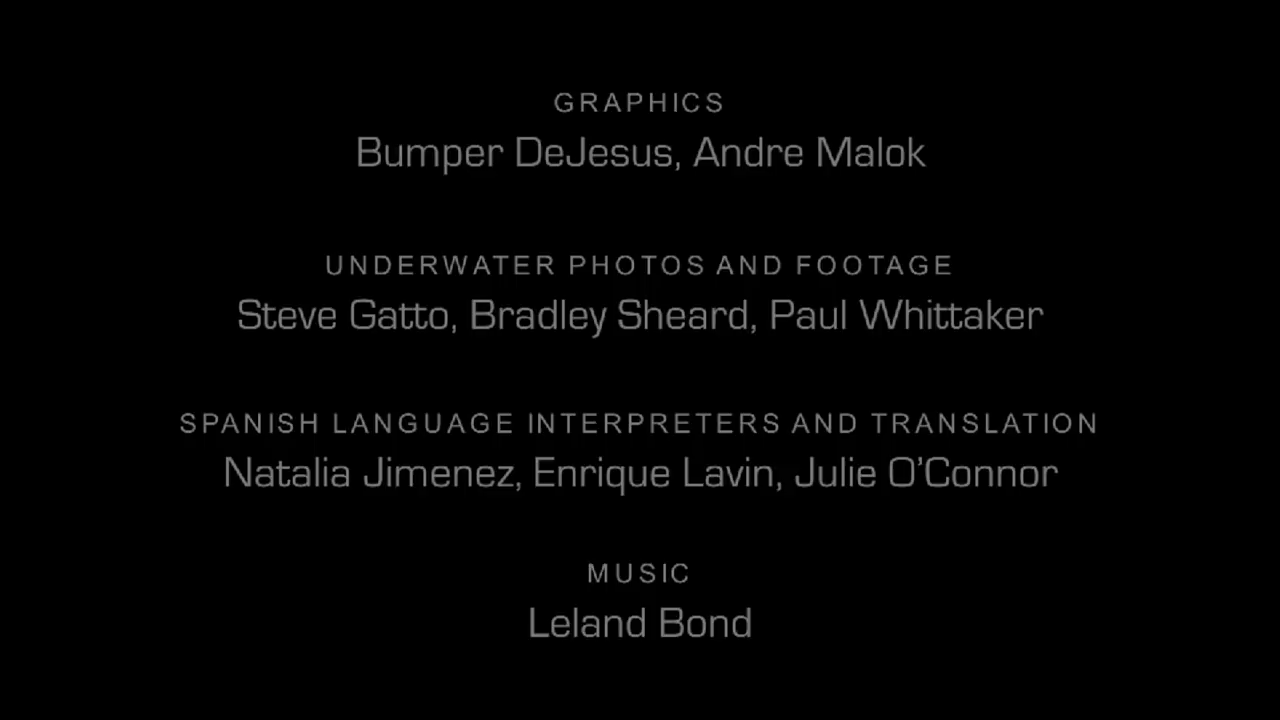 GRAPHICS
Bumper DeJesus, Andre Malok
UNDERWATER PHOTOS AND FOOTAGE
Steve Gatto, Bradley Sheard, Paul Whittaker
SPANISH LANGUAGE INTERPRETERS AND TRANSLATION
Natalia Jimenez, Enrique Lavin, Julie O’Connor
MUSIC
Leland Bond